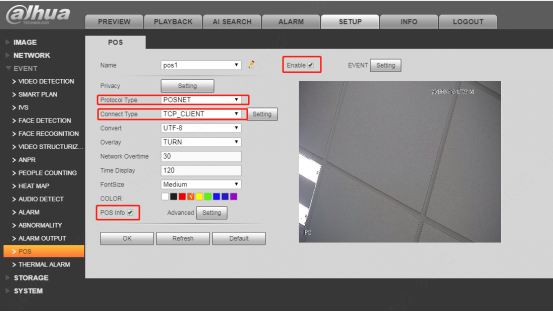 alhua
TECHNOLOGY
PREVIEW PLAYBACK AI SEARCH ALARM SETUP INFO LOGOUT
IMAGE
NETWORK
EVENT
VIDEO DETECTION
SMART PLAN
IVS
FACE DETECTION
FACE RECOGNITION
VIDEO STRUCTURIZ...
ANPR
PEOPLE COUNTING
HEAT MAP
AUDIO DETECT
ALARM
ABNORMALITY
ALARM OUTPUT
POS
THERMAL ALARM
STORAGE
SYSTEM
POS
Name pos1 Enable EVENT Setting
Privacy Setting
Protocol Type POSNET
Connect Type TCP_CLIENT Setting
Convert UTF-8
Overlay TURN
Network Overtime 30
Time Display 120
FontSize Medium
COLOR
POS Info Advanced Setting
OK Refresh Default